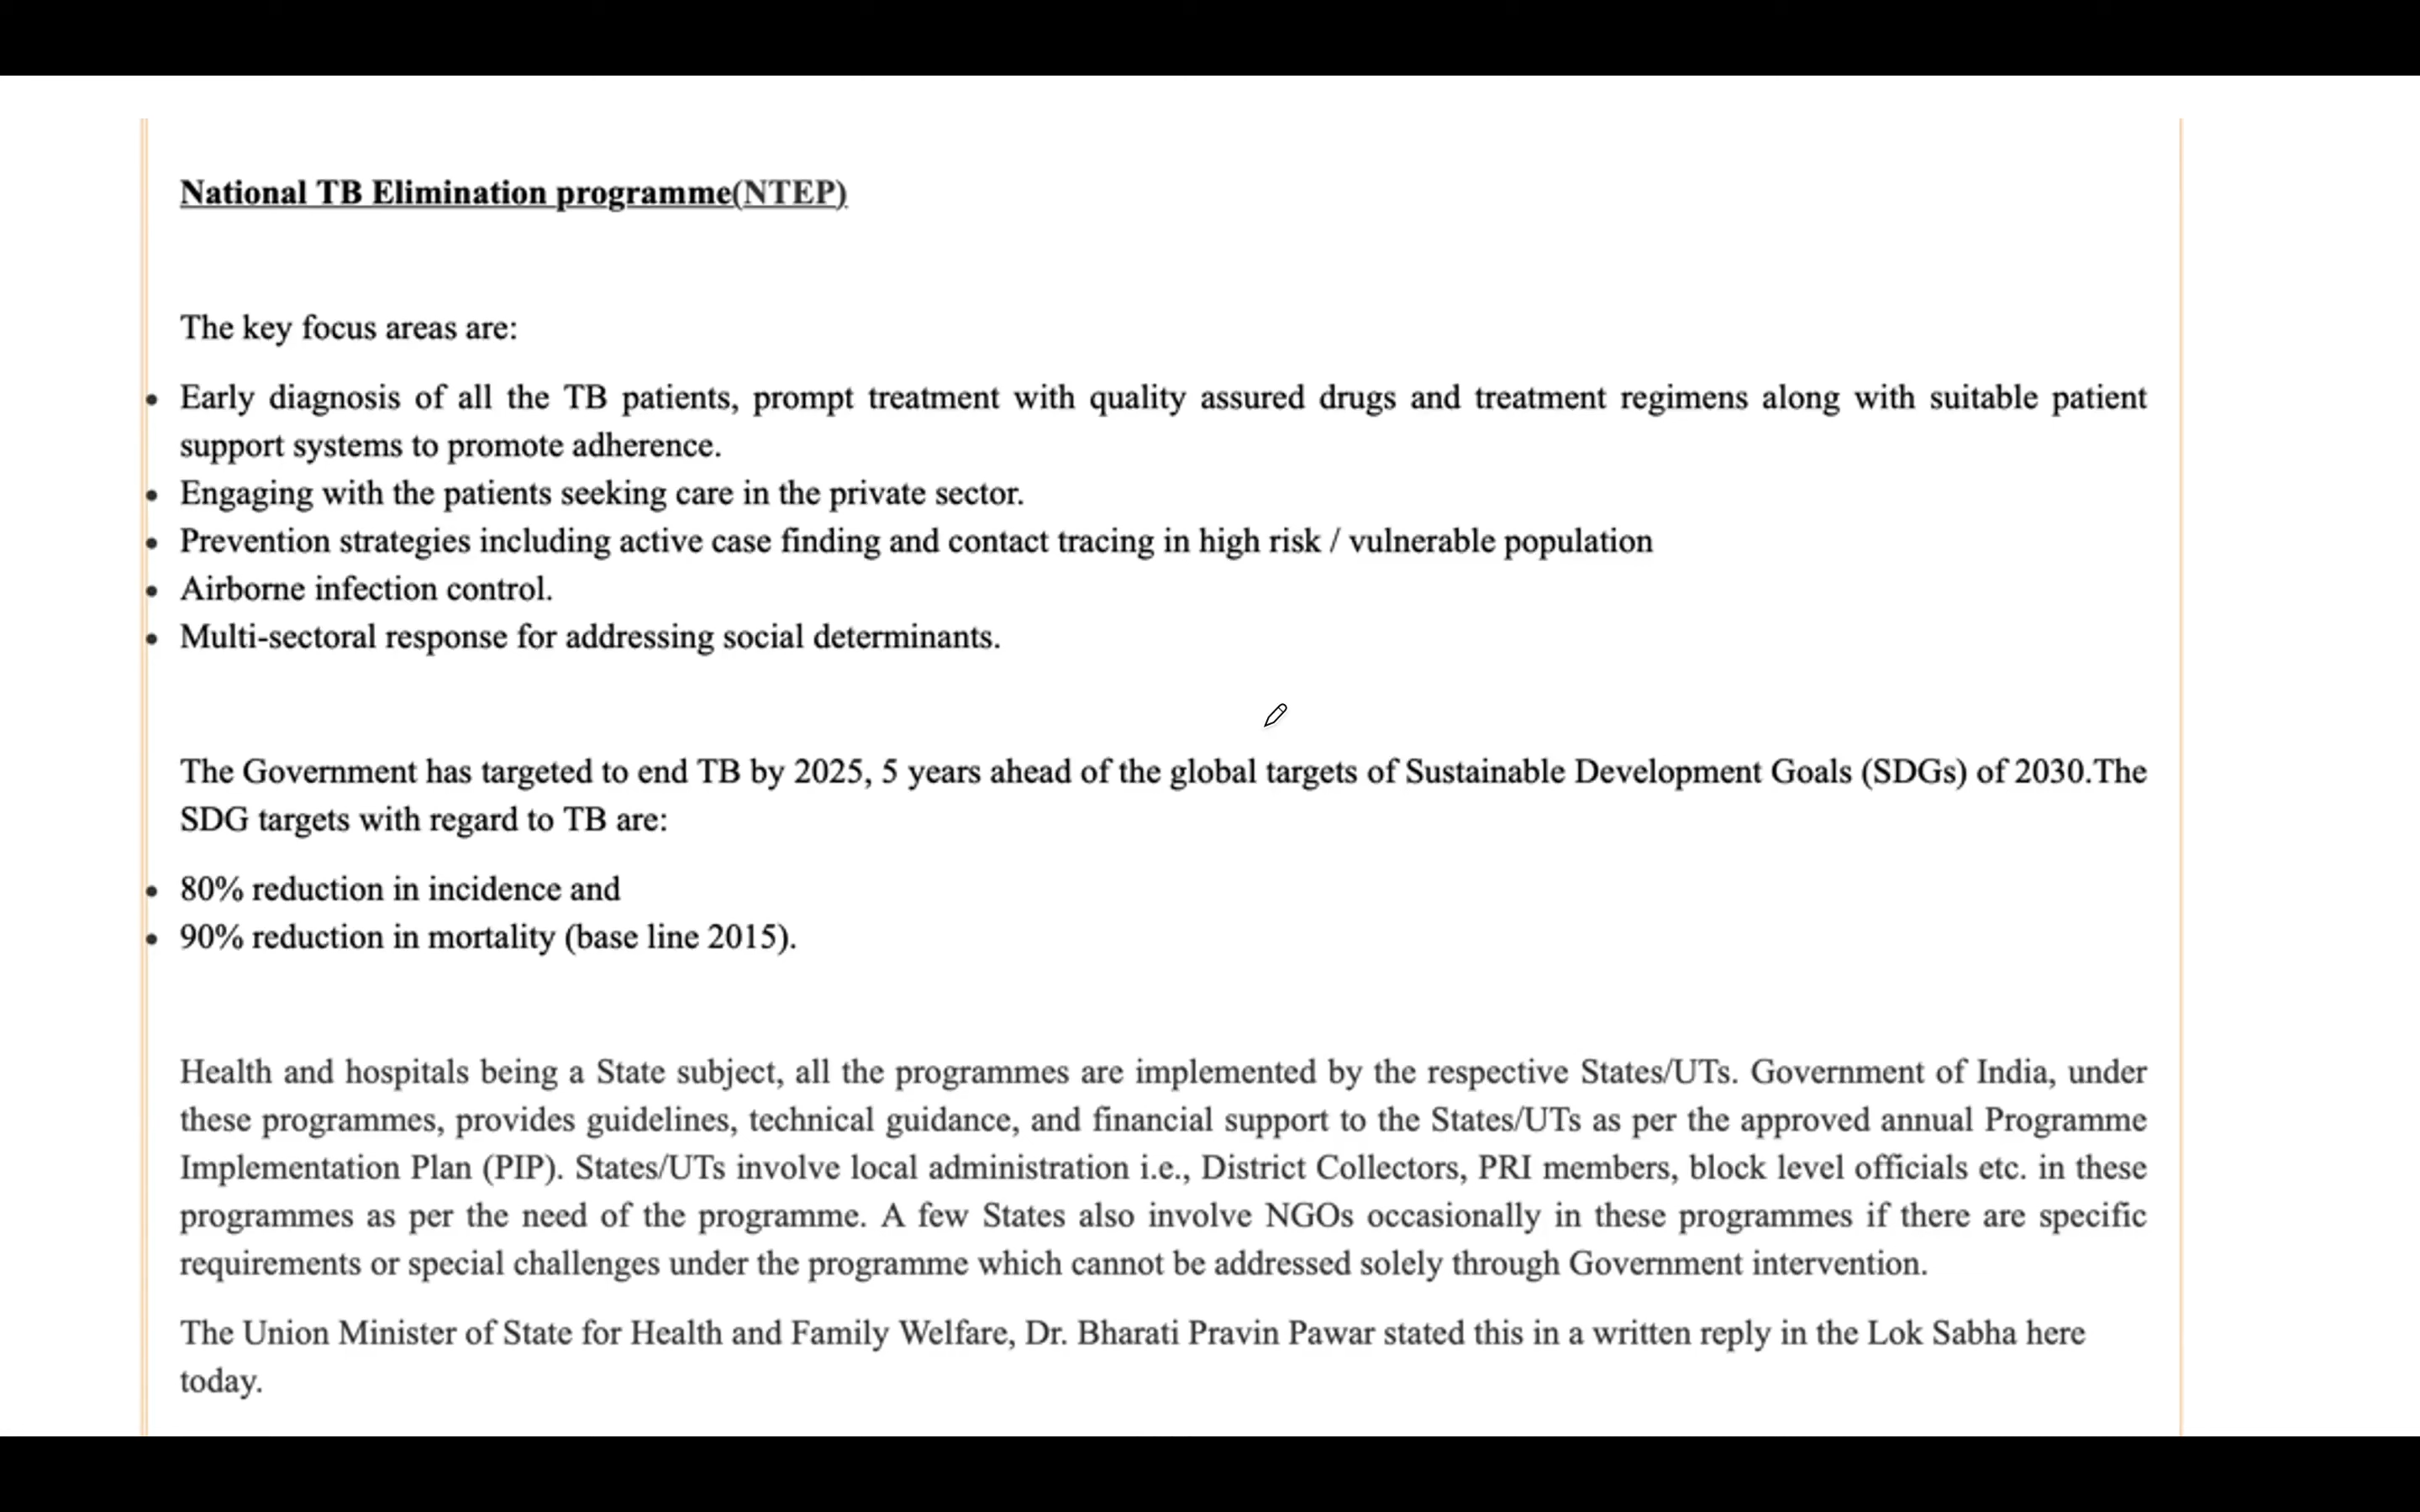 National TB Elimination programme(NTEP)
The key focus areas are:
• Early diagnosis of all the TB patients, prompt treatment with quality assured drugs and treatment regimens along with suitable patient
support systems to promote adherence.
• Engaging with the patients seeking care in the private sector.
• Prevention strategies including active case finding and contact tracing in high risk / vulnerable population
• Airborne infection control.
• Multi-sectoral response for addressing social determinants.
The Government has targeted to end TB by 2025, 5 years ahead of the global targets of Sustainable Development Goals (SDGs) of 2030.The
SDG targets with regard to TB are:
• 80% reduction in incidence and
• 90% reduction in mortality (base line 2015).
Health and hospitals being a State subject, all the programmes are implemented by the respective States/UTs. Government of India, under
these programmes, provides guidelines, technical guidance, and financial support to the States/UTs as per the approved annual Programme
Implementation Plan (PIP). States/UTs involve local administration i.e., District Collectors, PRI members, block level officials etc. in these
programmes as per the need of the programme. A few States also involve NGOs occasionally in these programmes if there are specific
requirements or special challenges under the programme which cannot be addressed solely through Government intervention.
The Union Minister of State for Health and Family Welfare, Dr. Bharati Pravin Pawar stated this in a written reply in the Lok Sabha here
today.